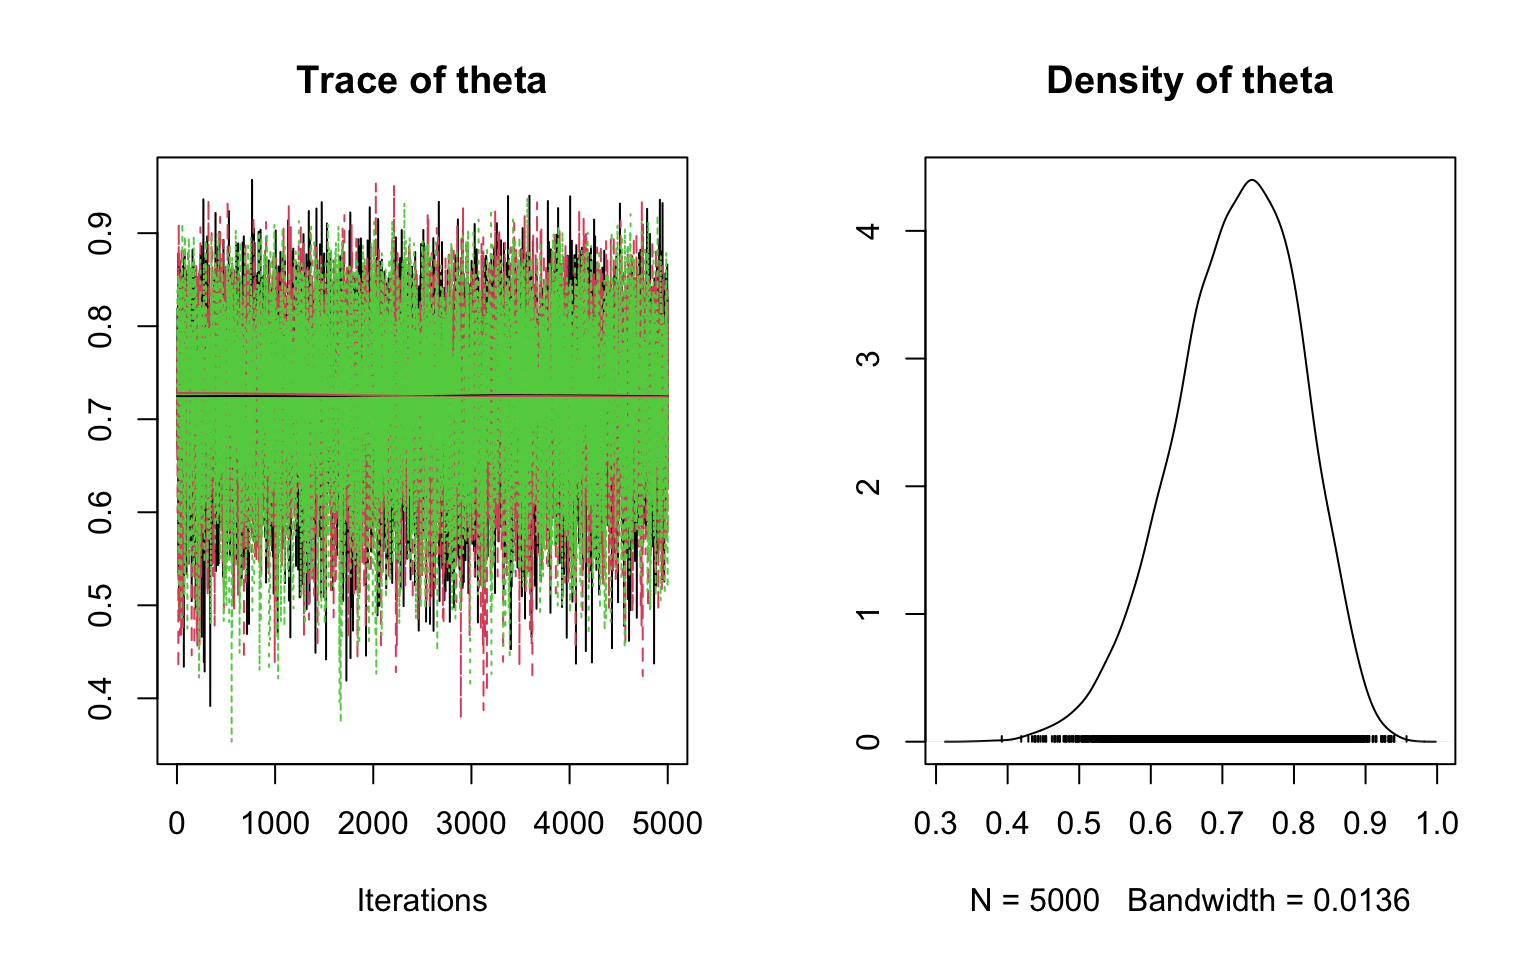 Trace of theta
0.9
0.8
0.7
0.6
0.5
0.4
0 1000 2000 3000 4000 5000
Iterations
Density of theta
4
3
2
1
0
0.3 0.4 0.5 0.6 0.7 0.8 0.9 1.0
N = 5000 Bandwidth = 0.0136